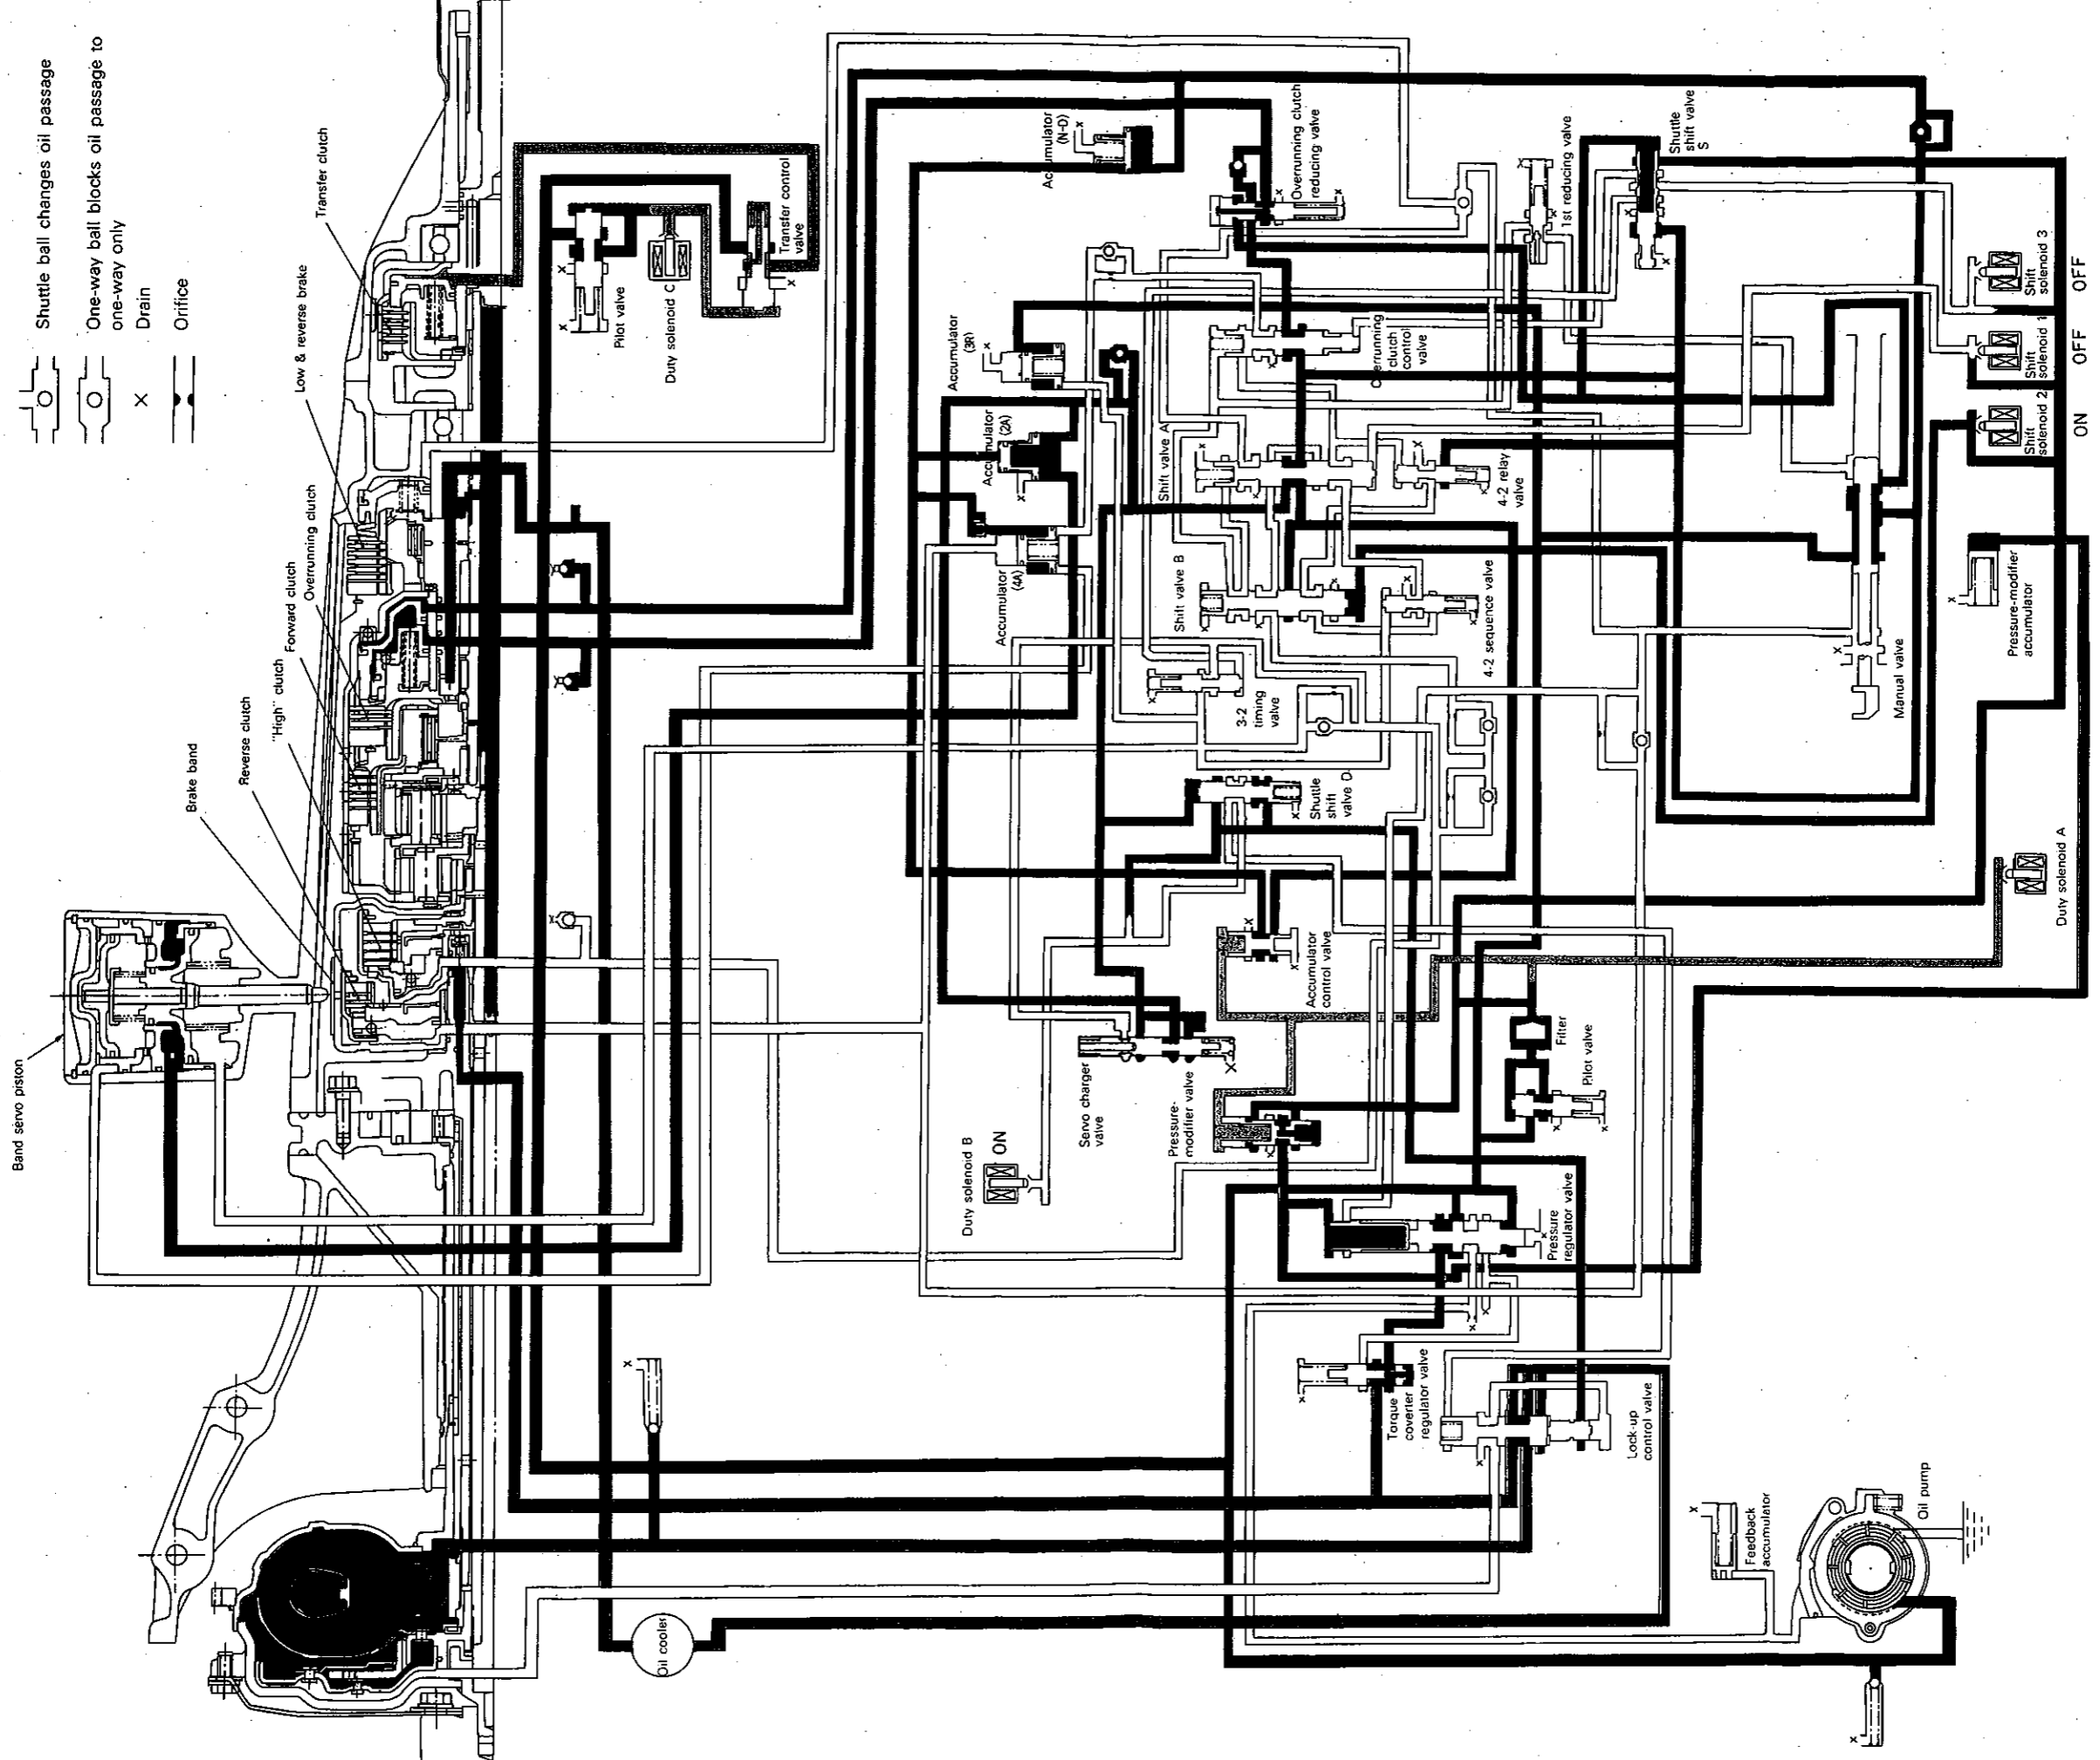 Shuttle ball changes oil passage
One-way ball blocks oil passage to
one-way only
x
Drain
Orifice
Transfer clutch
Low & reverse brake
Overrunning clutch
Forward clutch
"High" clutch
Reverse clutch
Brake band
Band servo piston
Pilot valve
Duty solenoid C
Transfer control
valve
Accumulator
(N-D)
Overrunning clutch
reducing valve
1st reducing valve
Shuttle
shift valve
S
Accumulator
(3R)
Accumulator
(2A)
Accumulator
(4A)
Overrunning
clutch
control
valve
Shift valve A
4-2 relay
valve
Shift valve B
4-2 sequence valve
3-2
timing
valve
Shuttle
shift
valve D
Shift
solenoid 3
OFF
Shift
solenoid 1
OFF
Shift
solenoid 2
ON
Pressure-modifier
accumulator
Manual valve
Duty solenoid A
Accumulator
control valve
Servo charger
valve
Pressure-
modifier valve
Filter
Pilot valve
Duty solenoid B
ON
Pressure
regulator valve
Torque
coverter
regulator valve
Lock-up
control valve
Oil cooler
Feedback
accumulator
Oil pump